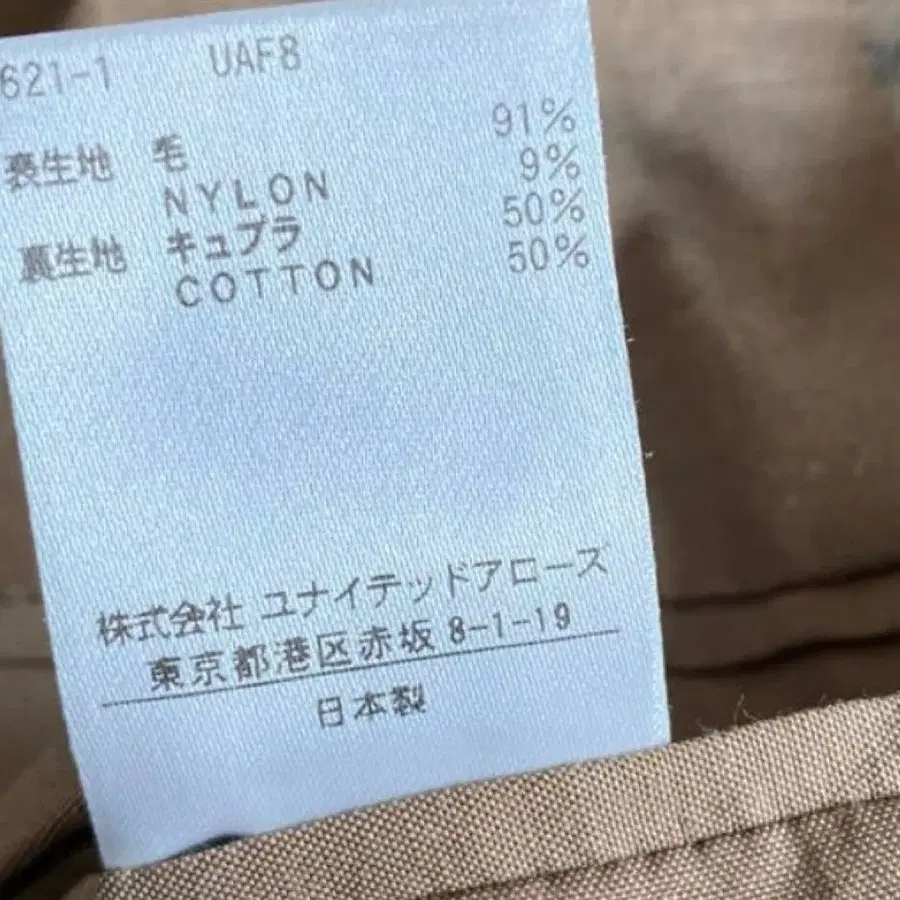 621-1 UAF8
表生地 毛 91%
NYLON 9%
裏生地 キュプラ 50%
COTTON 50%
株式会社 ユナイテッドアローズ
東京都港区赤坂 8-1-19
日本製